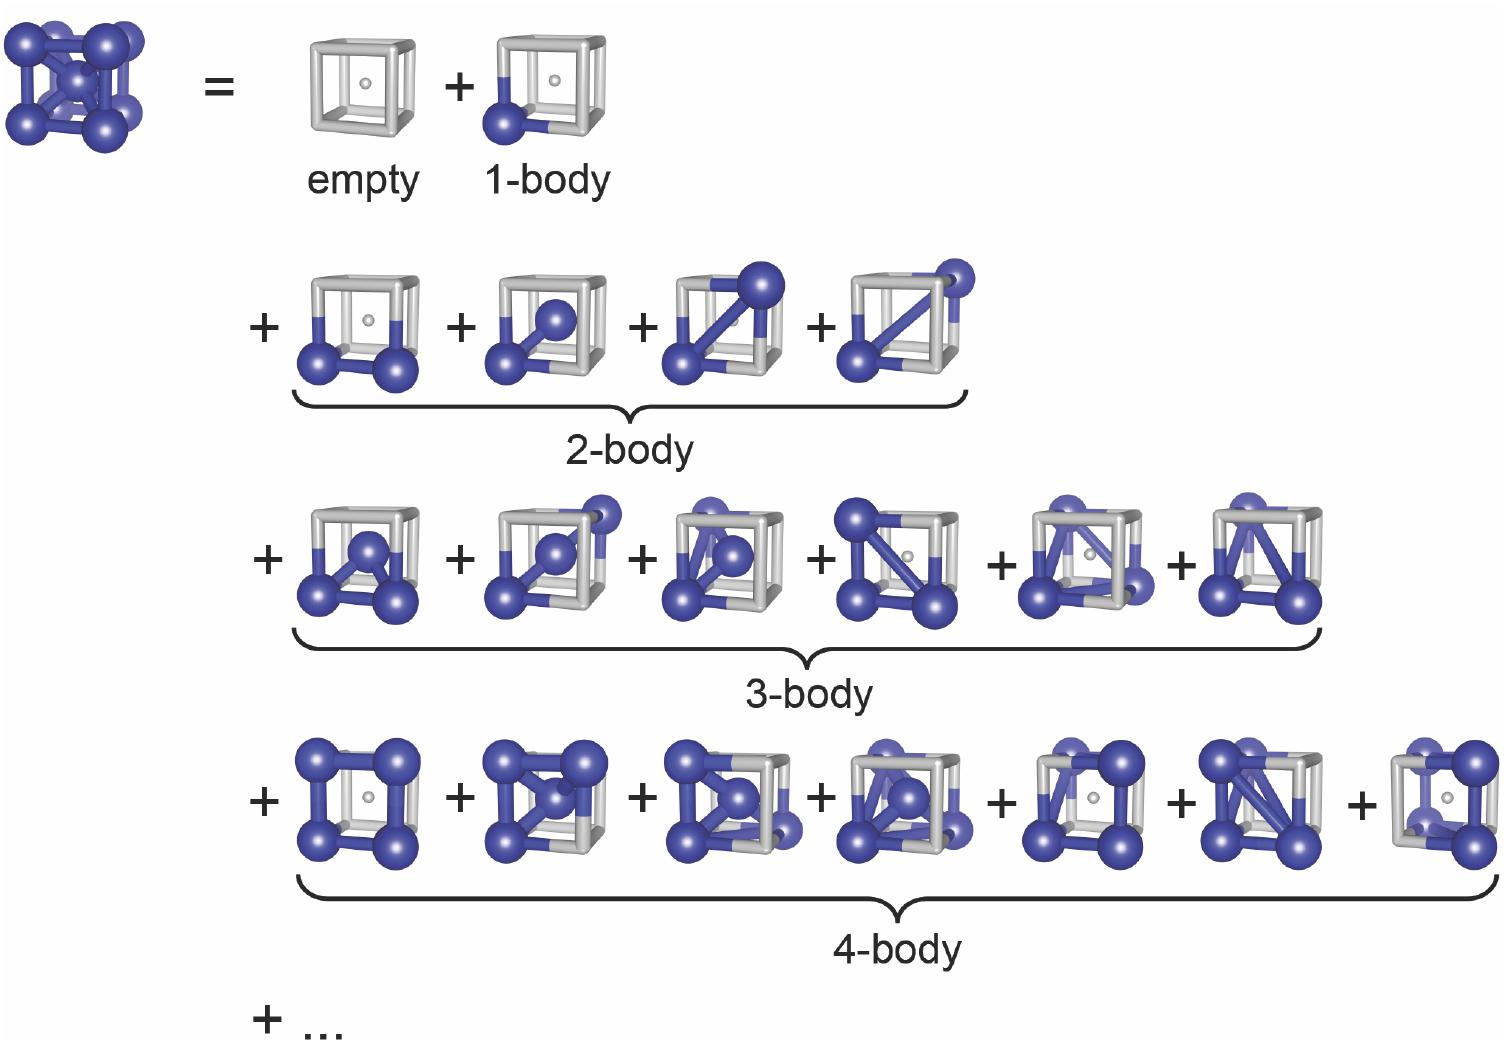 = +
empty 1-body
+ + + +
2-body
+ + + + + +
3-body
+ + + + + + +
4-body
+ ...